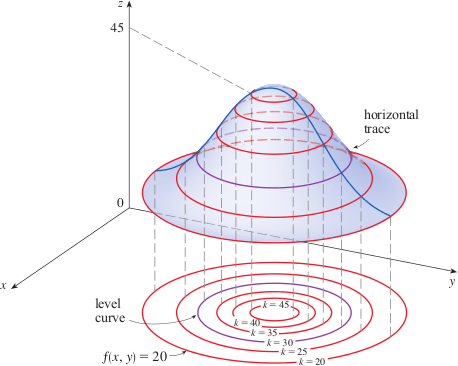 z
45
horizontal
trace
0
y
x
level
curve
k = 45
k = 40
k = 35
k = 30
k = 25
k = 20
f(x, y) = 20